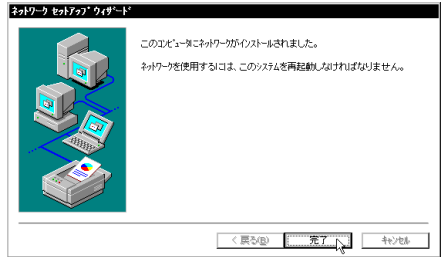 ﾈｯﾄﾜｰｸ ｾｯﾄｱｯﾌﾟ ｳｨｻﾞｰﾄﾞ
このｺﾝﾋﾟｭｰﾀにﾈｯﾄﾜｰｸがｲﾝｽﾄｰﾙされました。
ﾈｯﾄﾜｰｸを使用するには、このｼｽﾃﾑを再起動しなければなりません。
< 戻る(B) 完了 ｷｬﾝｾﾙ